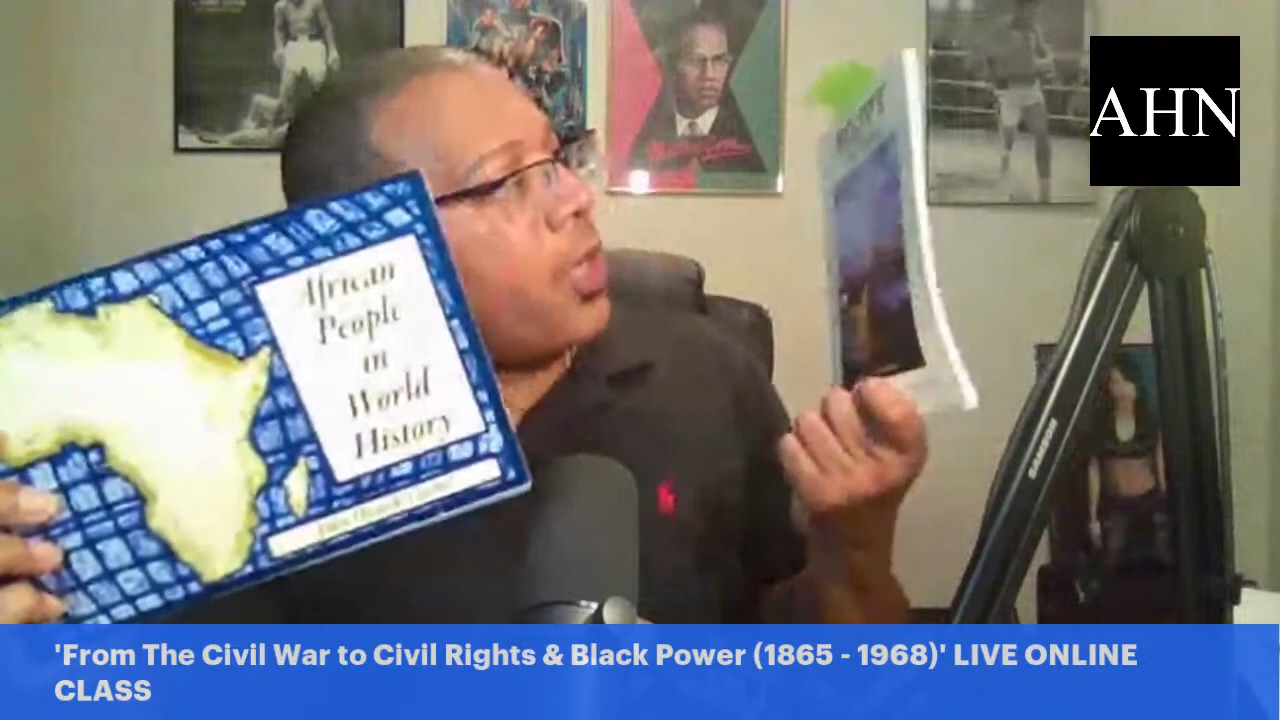 AHN
African
People
in
World
History
SAMSON
'From The Civil War to Civil Rights & Black Power (1865 - 1968)' LIVE ONLINE
CLASS